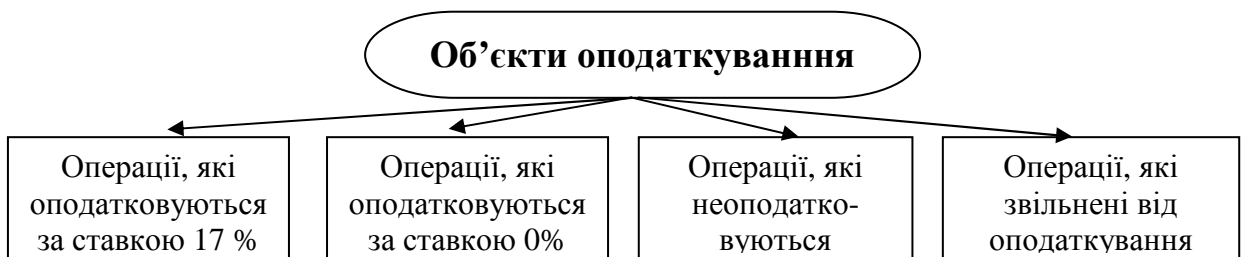 Об’єкти оподаткуванння
Операції, які
оподатковуються
за ставкою 17 %
Операції, які
оподатковуються
за ставкою 0%
Операції, які
неоподатко-
вуються
Операції, які
звільнені від
оподаткування